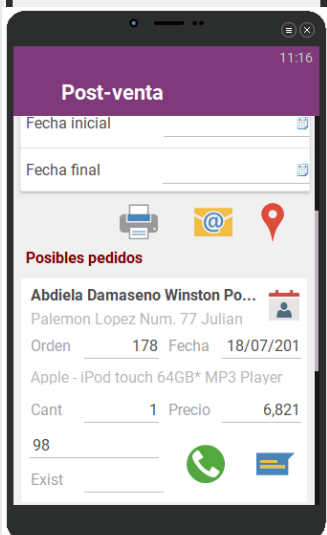 11:16
Post-venta
Fecha inicial
Fecha final
@
Posibles pedidos
Abdiela Damaseno Winston Po...
Palemon Lopez Num. 77 Julian
Orden 178 Fecha 18/07/201
Apple - iPod touch 64GB* MP3 Player
Cant 1 Precio 6,821
98
Exist